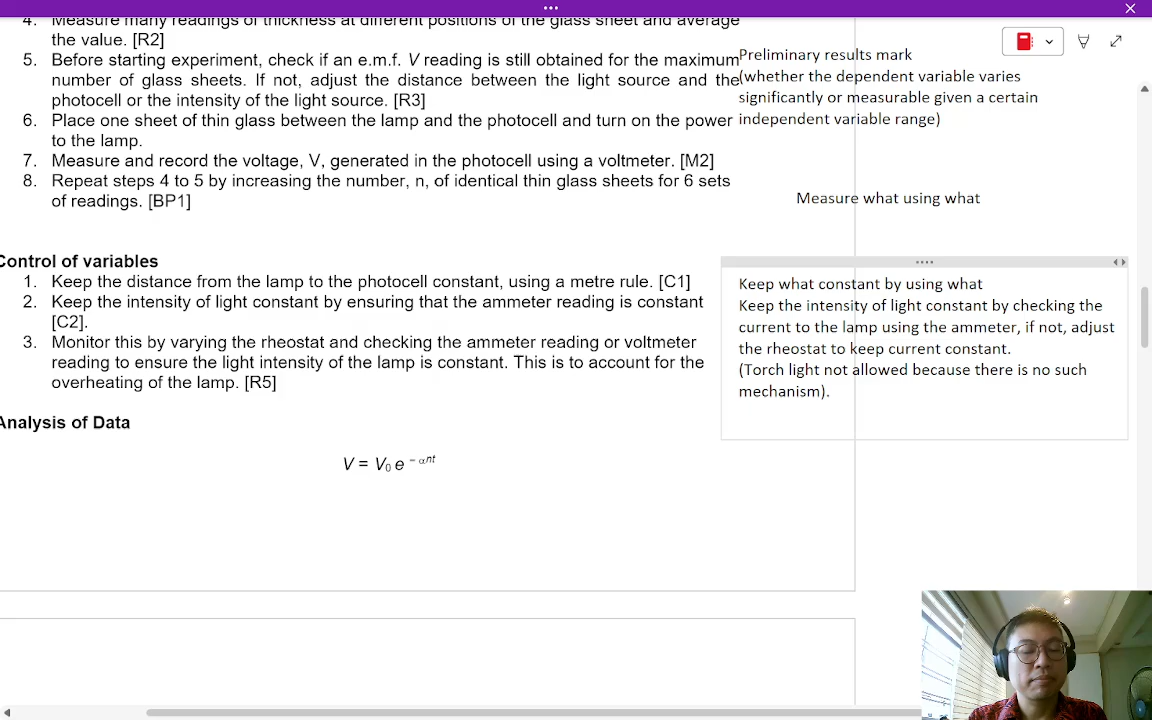 4. Measure many readings of thickness at different positions of the glass sheet and average
the value. [R2]
5. Before starting experiment, check if an e.m.f. V reading is still obtained for the maximum
number of glass sheets. If not, adjust the distance between the light source and the
photocell or the intensity of the light source. [R3]
6. Place one sheet of thin glass between the lamp and the photocell and turn on the power
to the lamp.
7. Measure and record the voltage, V, generated in the photocell using a voltmeter. [M2]
8. Repeat steps 4 to 5 by increasing the number, n, of identical thin glass sheets for 6 sets
of readings. [BP1]
Preliminary results mark
(whether the dependent variable varies
significantly or measurable given a certain
independent variable range)
Measure what using what
Control of variables
1. Keep the distance from the lamp to the photocell constant, using a metre rule. [C1]
2. Keep the intensity of light constant by ensuring that the ammeter reading is constant
[C2].
3. Monitor this by varying the rheostat and checking the ammeter reading or voltmeter
reading to ensure the light intensity of the lamp is constant. This is to account for the
overheating of the lamp. [R5]
Keep what constant by using what
Keep the intensity of light constant by checking the
current to the lamp using the ammeter, if not, adjust
the rheostat to keep current constant.
(Torch light not allowed because there is no such
mechanism).
Analysis of Data
V = V₀ e ^– αnt